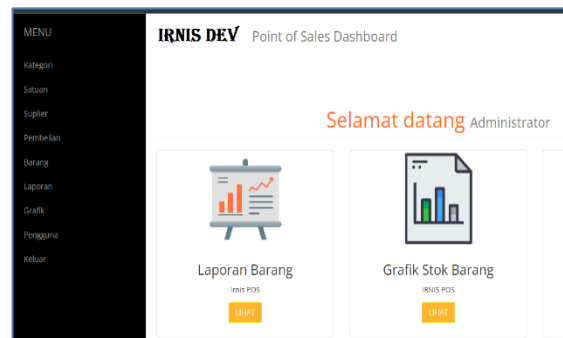 MENU
Kategori
Satuan
Suplier
Pembelian
Barang
Laporan
Grafik
Pengguna
Keluar
IRNIS DEV Point of Sales Dashboard
Selamat datang Administrator
Laporan Barang
Irnis POS
LIHAT
Grafik Stok Barang
IRNIS POS
LIHAT